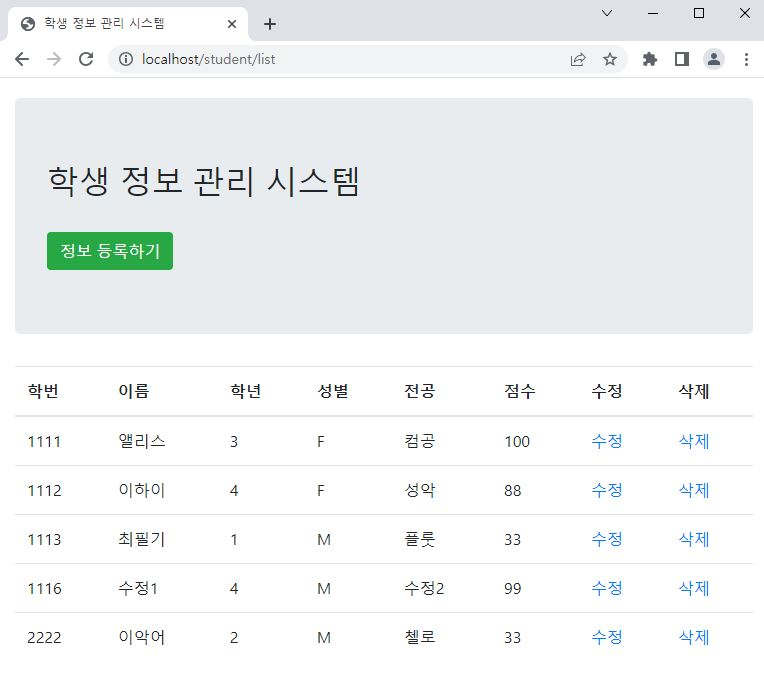 학생 정보 관리 시스템
localhost/student/list
학생 정보 관리 시스템
정보 등록하기
학번 이름 학년 성별 전공 점수 수정 삭제
1111 앨리스 3 F 컴공 100 수정 삭제
1112 이하이 4 F 성악 88 수정 삭제
1113 최필기 1 M 플룻 33 수정 삭제
1116 수정1 4 M 수정2 99 수정 삭제
2222 이악어 2 M 첼로 33 수정 삭제